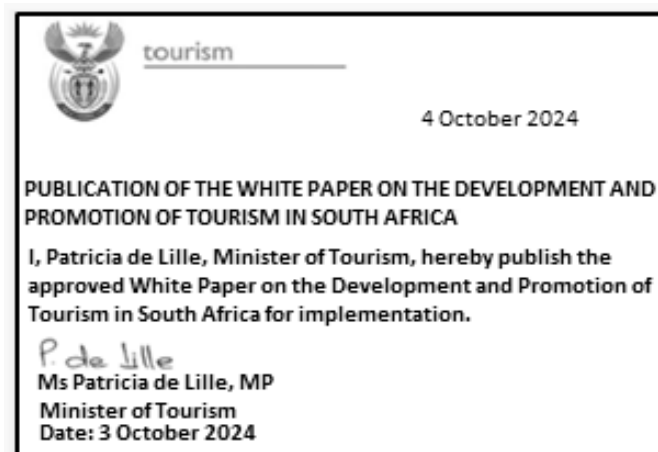 tourism
4 October 2024
PUBLICATION OF THE WHITE PAPER ON THE DEVELOPMENT AND
PROMOTION OF TOURISM IN SOUTH AFRICA
I, Patricia de Lille, Minister of Tourism, hereby publish the
approved White Paper on the Development and Promotion of
Tourism in South Africa for implementation.
P. de Lille
Ms Patricia de Lille, MP
Minister of Tourism
Date: 3 October 2024